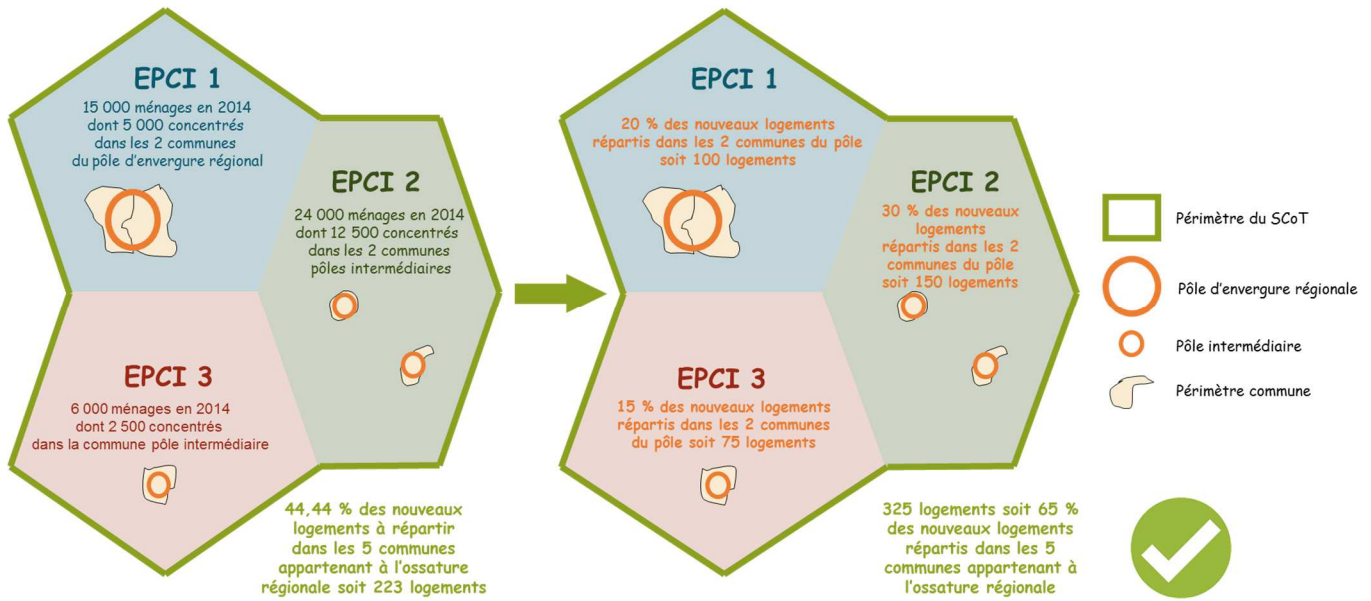 EPCI 1
15 000 ménages en 2014
dont 5 000 concentrés
dans les 2 communes
du pôle d'envergure régional
EPCI 2
24 000 ménages en 2014
dont 12 500 concentrés
dans les 2 communes
pôles intermédiaires
EPCI 3
6 000 ménages en 2014
dont 2 500 concentrés
dans la commune pôle intermédiaire
44,44 % des nouveaux
logements à répartir
dans les 5 communes
appartenant à l'ossature
régionale soit 223 logements
EPCI 1
20 % des nouveaux logements
répartis dans les 2 communes du pôle
soit 100 logements
EPCI 2
30 % des nouveaux
logements
répartis dans les 2
communes du pôle
soit 150 logements
EPCI 3
15 % des nouveaux logements
répartis dans les 2 communes
du pôle soit 75 logements
325 logements soit 65 %
des nouveaux logements
répartis dans les 5
communes appartenant à
l'ossature régionale
Périmètre du SCoT
Pôle d'envergure régionale
Pôle intermédiaire
Périmètre commune